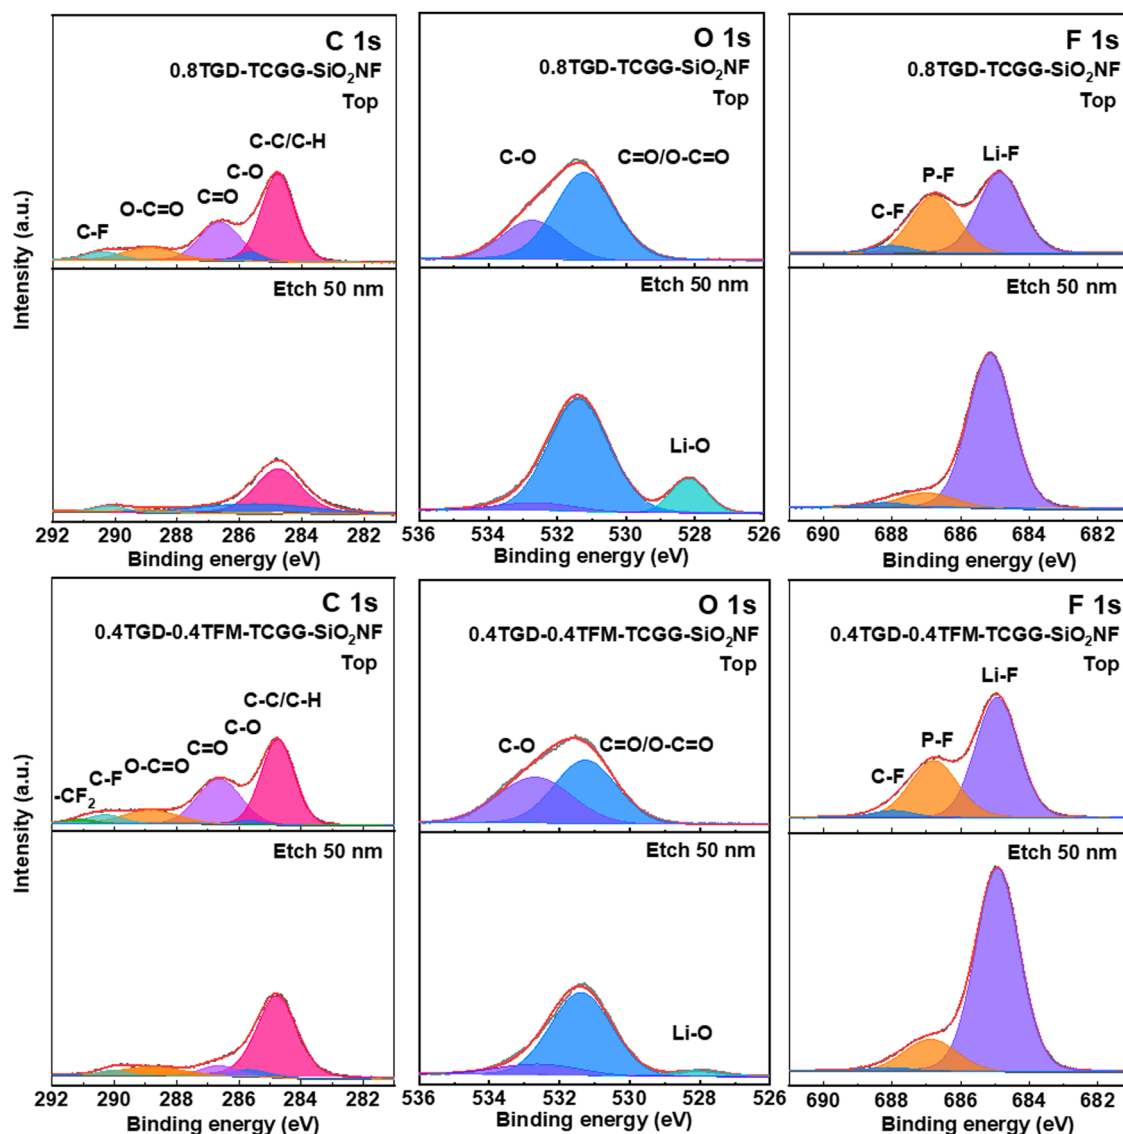 C 1s
0.8TGD-TCGG-SiO₂NF
Top
C-C/C-H
C-O
C=O
O-C=O
C-F
Etch 50 nm
Intensity (a.u.)
292 290 288 286 284 282
Binding energy (eV)
O 1s
0.8TGD-TCGG-SiO₂NF
Top
C-O
C=O/O-C=O
Etch 50 nm
Li-O
536 534 532 530 528 526
Binding energy (eV)
F 1s
0.8TGD-TCGG-SiO₂NF
Top
Li-F
P-F
C-F
Etch 50 nm
690 688 686 684 682
Binding energy (eV)
C 1s
0.4TGD-0.4TFM-TCGG-SiO₂NF
Top
C-C/C-H
C-O
C=O
O-C=O
C-F
-CF₂
Etch 50 nm
Intensity (a.u.)
292 290 288 286 284 282
Binding energy (eV)
O 1s
0.4TGD-0.4TFM-TCGG-SiO₂NF
Top
C-O
C=O/O-C=O
Etch 50 nm
Li-O
536 534 532 530 528 526
Binding energy (eV)
F 1s
0.4TGD-0.4TFM-TCGG-SiO₂NF
Top
Li-F
P-F
C-F
Etch 50 nm
690 688 686 684 682
Binding energy (eV)